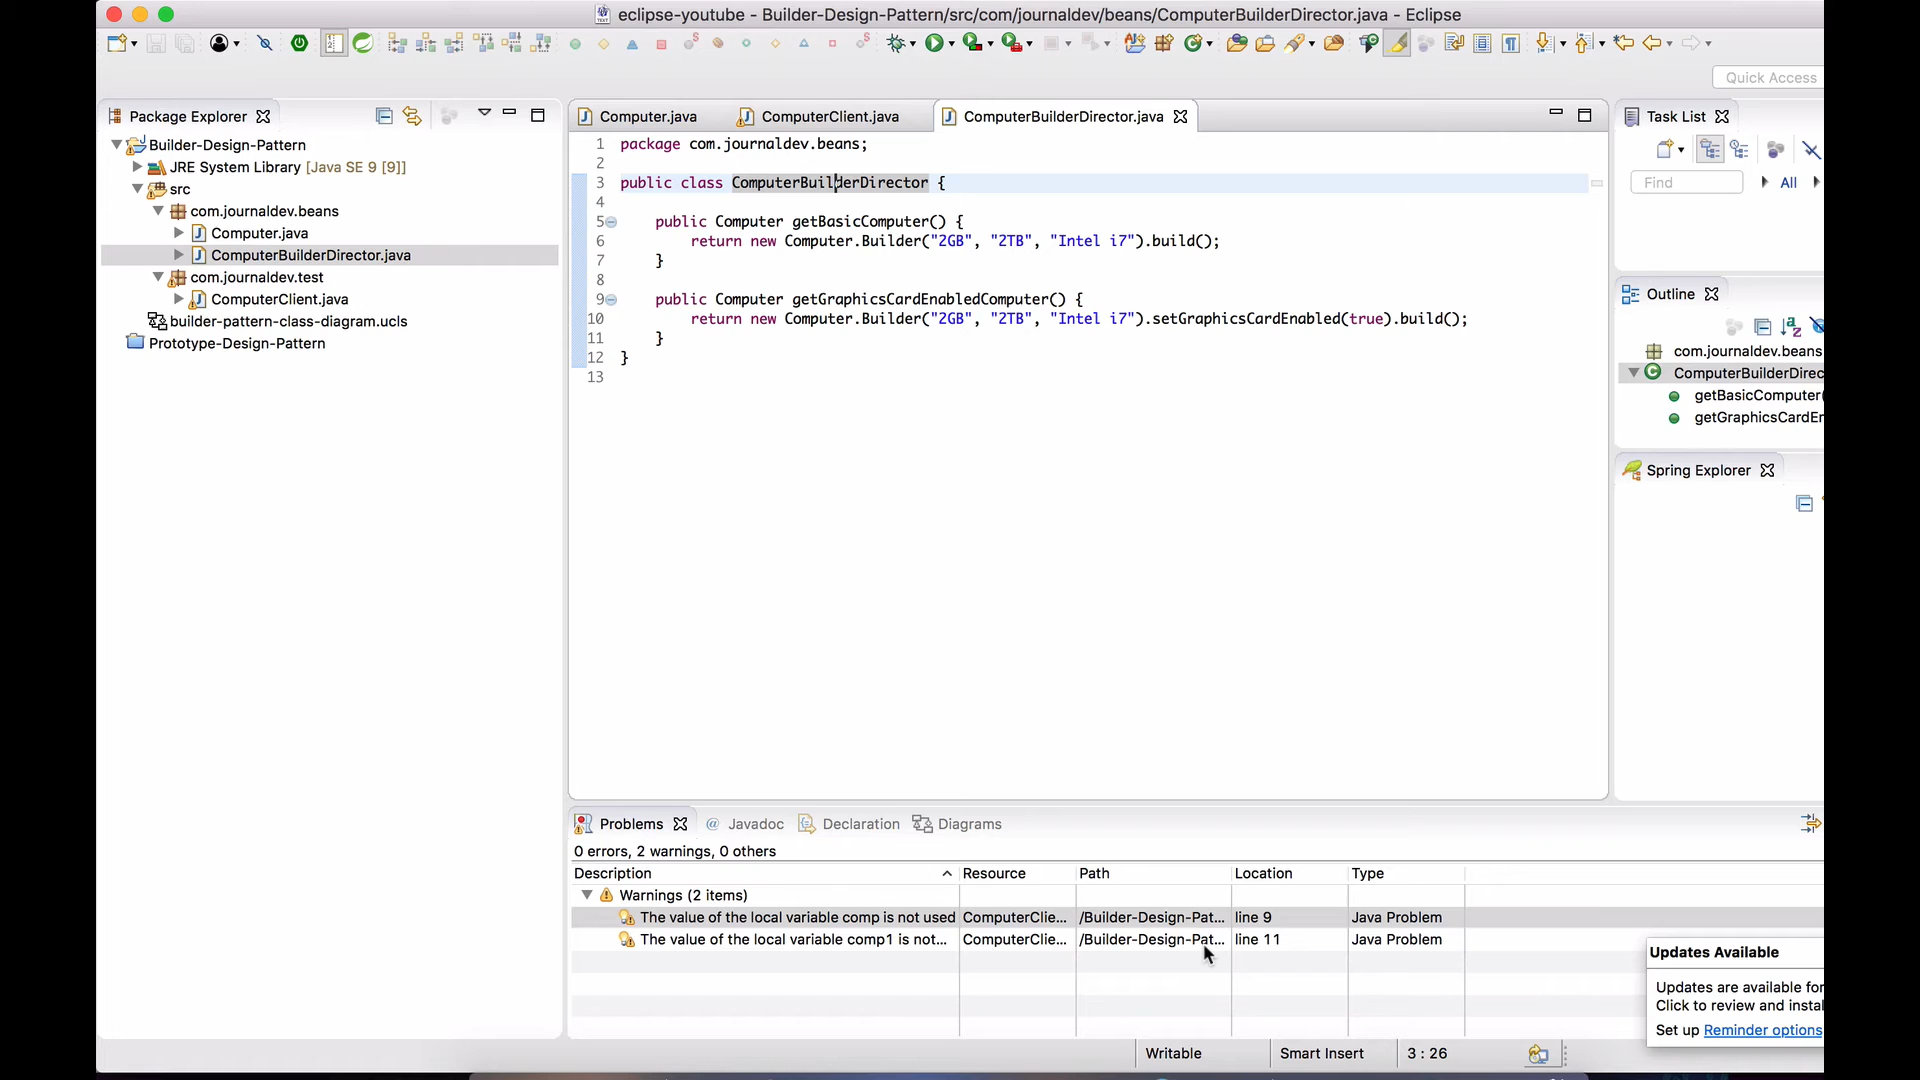 eclipse-youtube - Builder-Design-Pattern/src/com/journaldev/beans/ComputerBuilderDirector.java - Eclipse
Quick Access
Package Explorer
Builder-Design-Pattern
JRE System Library [Java SE 9 [9]]
src
com.journaldev.beans
Computer.java
ComputerBuilderDirector.java
com.journaldev.test
ComputerClient.java
builder-pattern-class-diagram.ucls
Prototype-Design-Pattern
Computer.java
ComputerClient.java
ComputerBuilderDirector.java
1 package com.journaldev.beans;
2
3 public class ComputerBuilderDirector {
4
5 public Computer getBasicComputer() {
6 return new Computer.Builder("2GB", "2TB", "Intel i7").build();
7 }
8
9 public Computer getGraphicsCardEnabledComputer() {
10 return new Computer.Builder("2GB", "2TB", "Intel i7").setGraphicsCardEnabled(true).build();
11 }
12 }
13
Task List
Find
All
Outline
com.journaldev.beans
ComputerBuilderDirec
getBasicComputer(
getGraphicsCardEr
Spring Explorer
Problems
@ Javadoc
Declaration
Diagrams
0 errors, 2 warnings, 0 others
Description Resource Path Location Type
Warnings (2 items)
The value of the local variable comp is not used ComputerClie... /Builder-Design-Pat... line 9 Java Problem
The value of the local variable comp1 is not... ComputerClie... /Builder-Design-Pat... line 11 Java Problem
Updates Available
Updates are available for
Click to review and instal
Set up Reminder options
Writable
Smart Insert
3 : 26